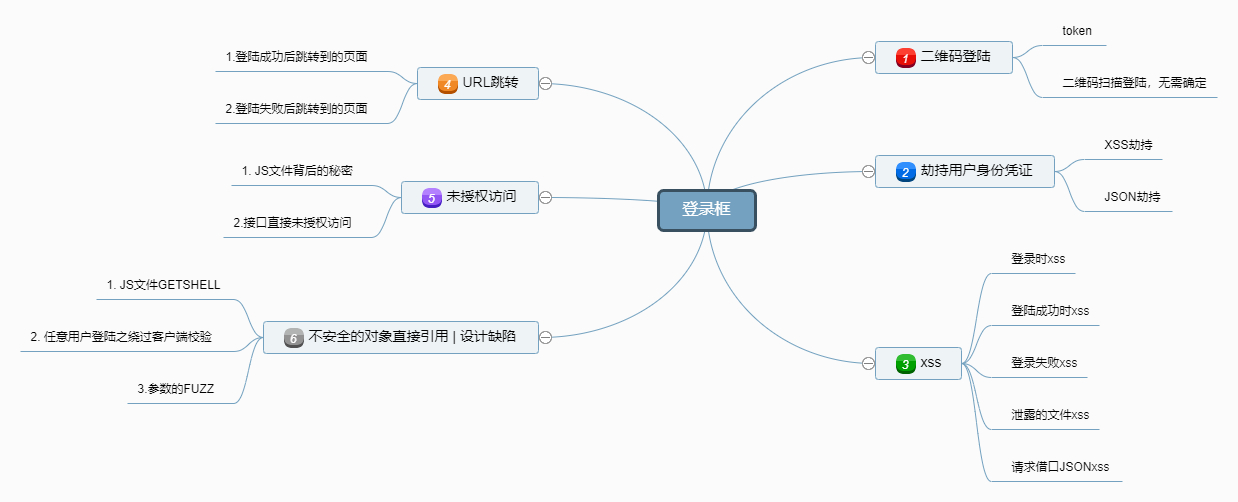 登录框
1 二维码登陆
token
二维码扫描登陆，无需确定
2 劫持用户身份凭证
XSS劫持
JSON劫持
3 xss
登录时xss
登陆成功时xss
登录失败xss
泄露的文件xss
请求借口JSONxss
4 URL跳转
1.登陆成功后跳转到的页面
2.登陆失败后跳转到的页面
5 未授权访问
1. JS文件背后的秘密
2.接口直接未授权访问
6 不安全的对象直接引用 | 设计缺陷
1. JS文件GETSHELL
2. 任意用户登陆之绕过客户端校验
3.参数的FUZZ